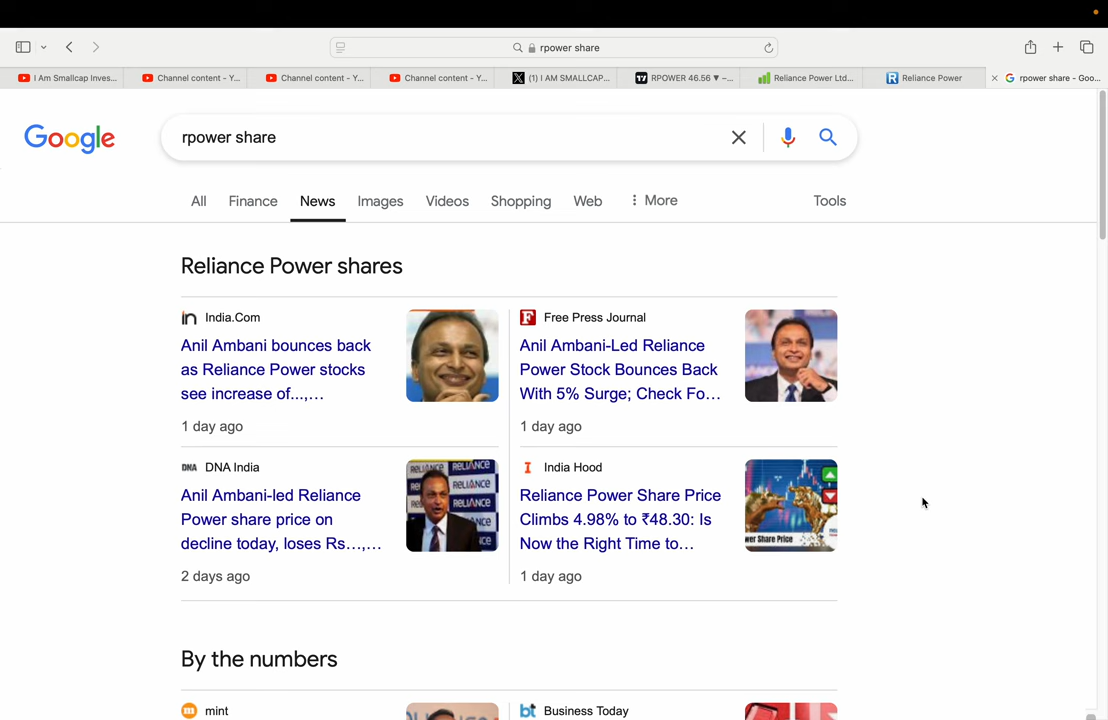 rpower share
I Am Smallcap Inves...
Channel content - Y...
Channel content - Y...
Channel content - Y...
(1) I AM SMALLCAP...
RPOWER 46.56 ▼ –...
Reliance Power Ltd...
Reliance Power
rpower share - Goo...
Google
rpower share
All
Finance
News
Images
Videos
Shopping
Web
More
Tools
Reliance Power shares
India.Com
Anil Ambani bounces back
as Reliance Power stocks
see increase of...,...
1 day ago
Free Press Journal
Anil Ambani-Led Reliance
Power Stock Bounces Back
With 5% Surge; Check Fo...
1 day ago
DNA DNA India
Anil Ambani-led Reliance
Power share price on
decline today, loses Rs...,...
2 days ago
RELIANCE
India Hood
Reliance Power Share Price
Climbs 4.98% to ₹48.30: Is
Now the Right Time to...
1 day ago
wer Share Price
By the numbers
mint
bt Business Today